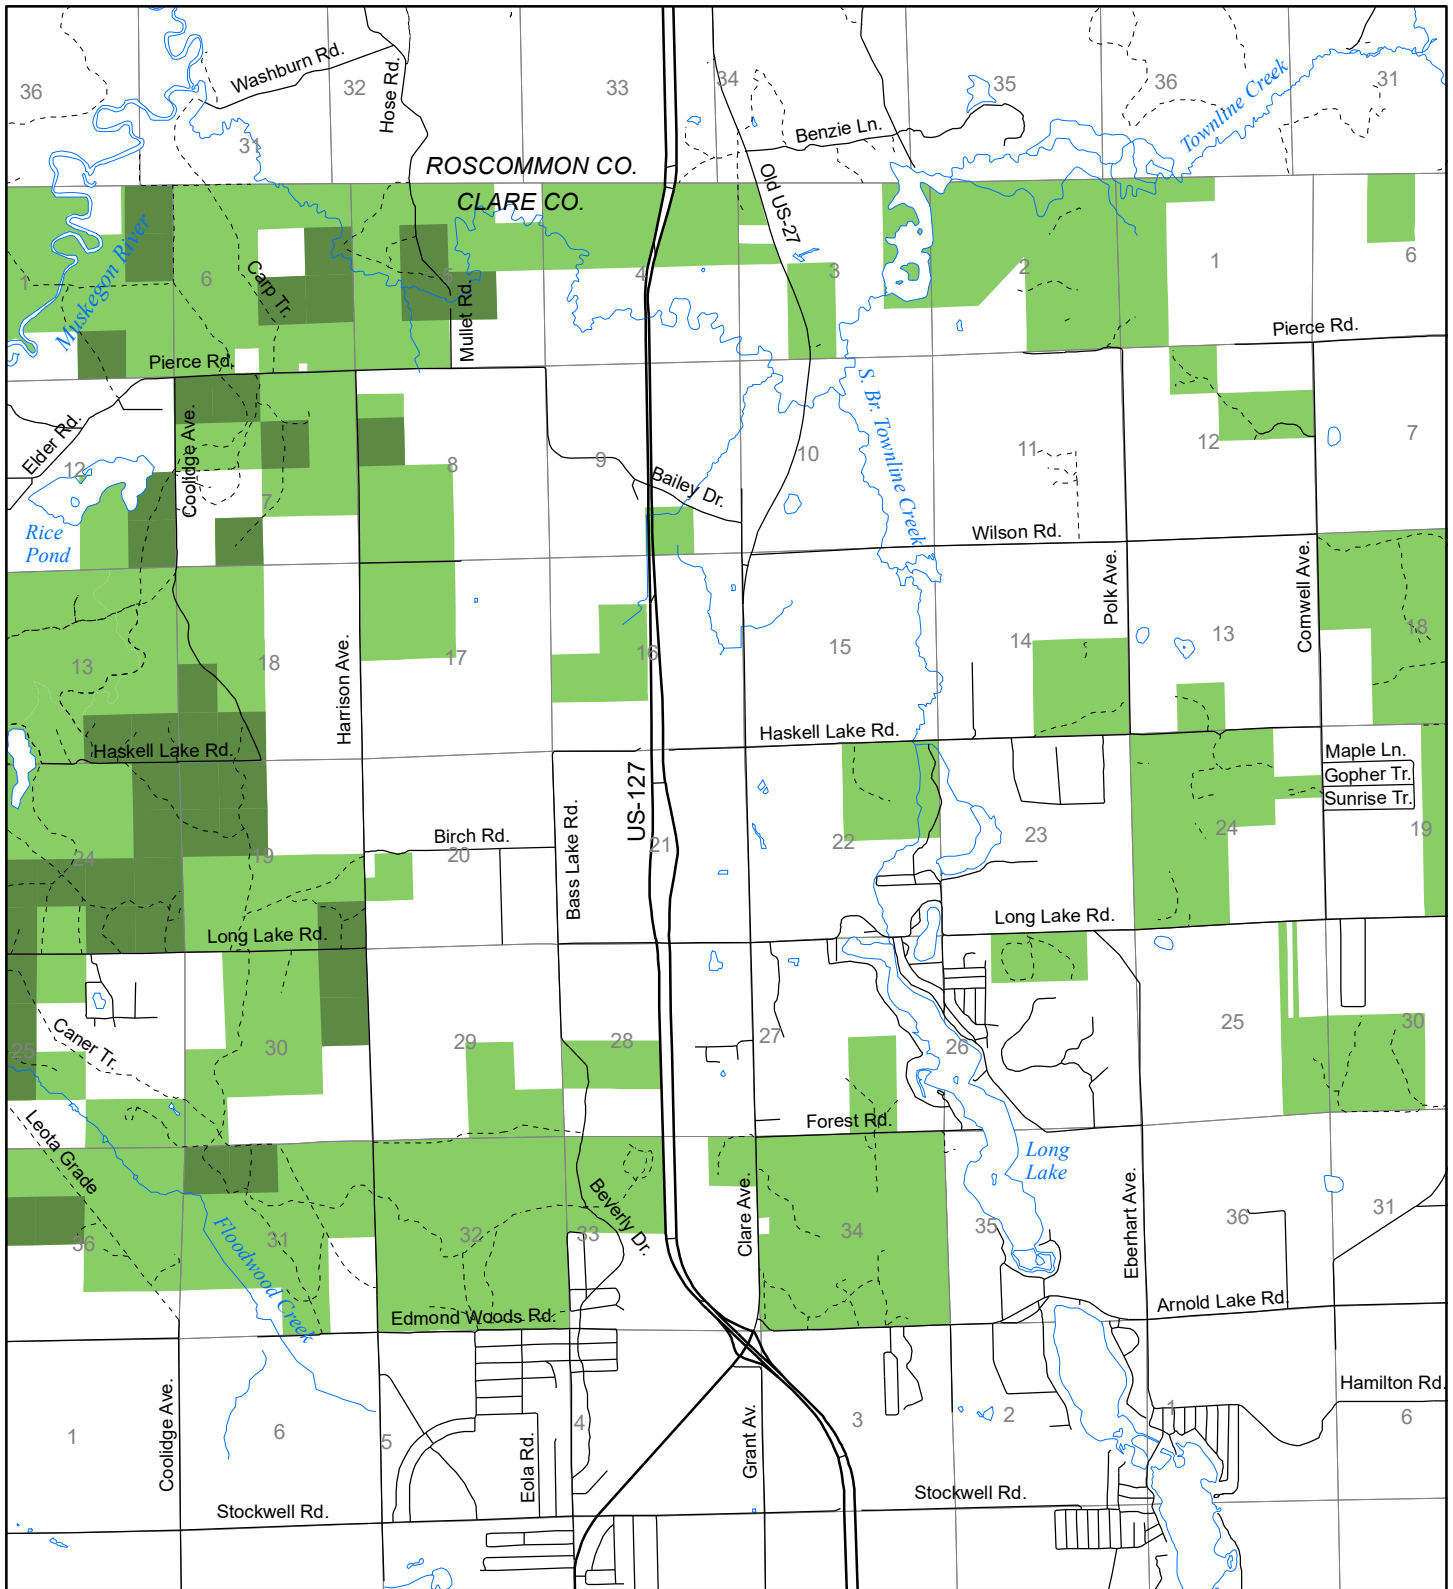 36
Washburn Rd.
32
Hose Rd.
33
34
35
36
31
Townline Creek
Benzie Ln.
31
ROSCOMMON CO.
CLARE CO.
Old US-27
Muskegon River
1
6
Carp Tr.
5
Mullet Rd.
4
3
2
1
6
Pierce Rd.
Pierce Rd.
Elder Rd.
12
Coolidge Ave.
7
8
9
Bailey Dr.
10
S. Br. Townline Creek
11
12
7
Rice
Pond
Wilson Rd.
Polk Ave.
Cornwell Ave.
13
18
Harrison Ave.
17
16
15
14
13
18
Haskell Lake Rd.
Haskell Lake Rd.
US-127
Maple Ln.
Gopher Tr.
Sunrise Tr.
24
19
Birch Rd.
20
Bass Lake Rd.
21
22
23
24
19
Long Lake Rd.
Long Lake Rd.
25
Caner Tr.
30
29
28
27
26
25
30
Leota Grade
Forest Rd.
Long
Lake
36
Floodwood Creek
31
32
33
Beverly Dr.
Clare Ave.
34
35
Eberhart Ave.
36
31
Edmond Woods Rd.
Arnold Lake Rd.
Hamilton Rd.
1
Coolidge Ave.
6
5
Eola Rd.
4
Grant Av.
3
2
1
6
Stockwell Rd.
Stockwell Rd.